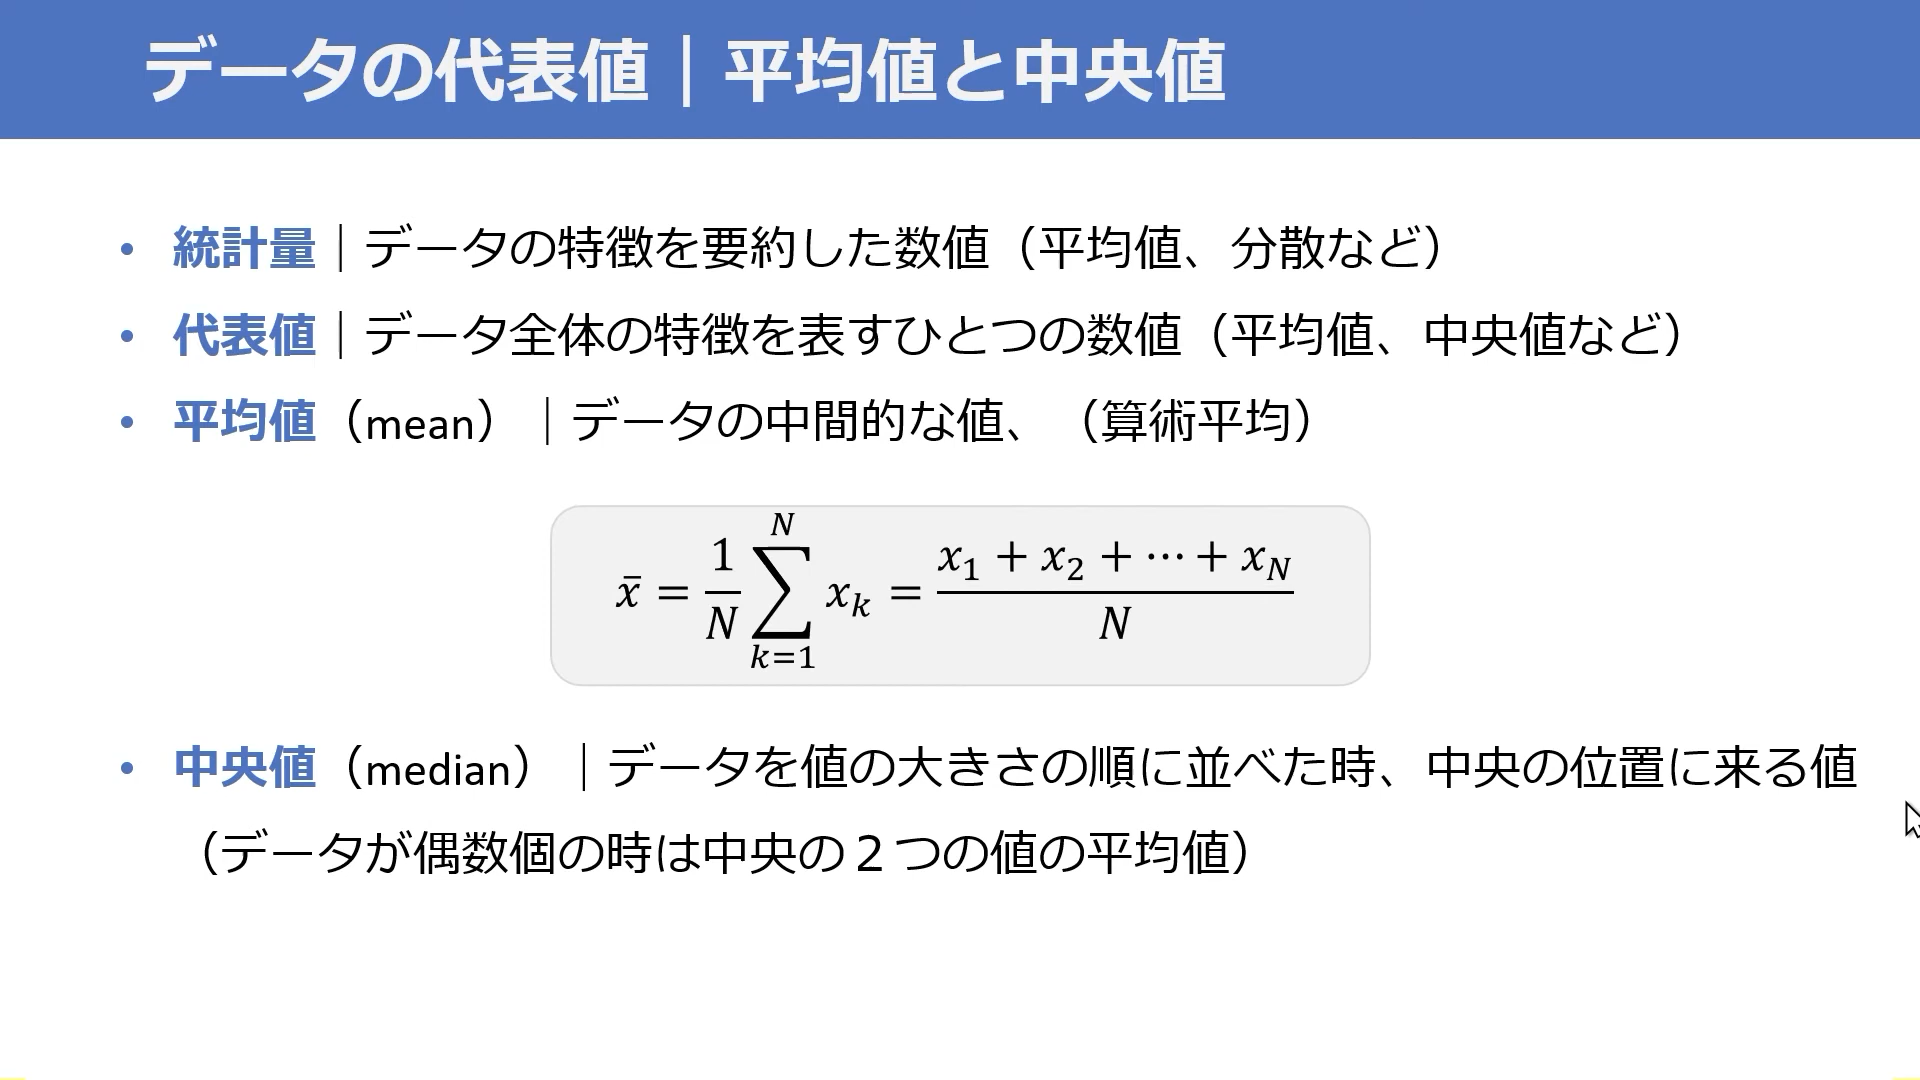 データの代表値｜平均値と中央値
• 統計量｜データの特徴を要約した数値（平均値、分散など）
• 代表値｜データ全体の特徴を表すひとつの数値（平均値、中央値など）
• 平均値（mean）｜データの中間的な値、（算術平均）
x̄ = 1/N ∑_{k=1}^{N} x_k = (x_1 + x_2 + ⋯ + x_N)/N
• 中央値（median）｜データを値の大きさの順に並べた時、中央の位置に来る値
（データが偶数個の時は中央の２つの値の平均値）